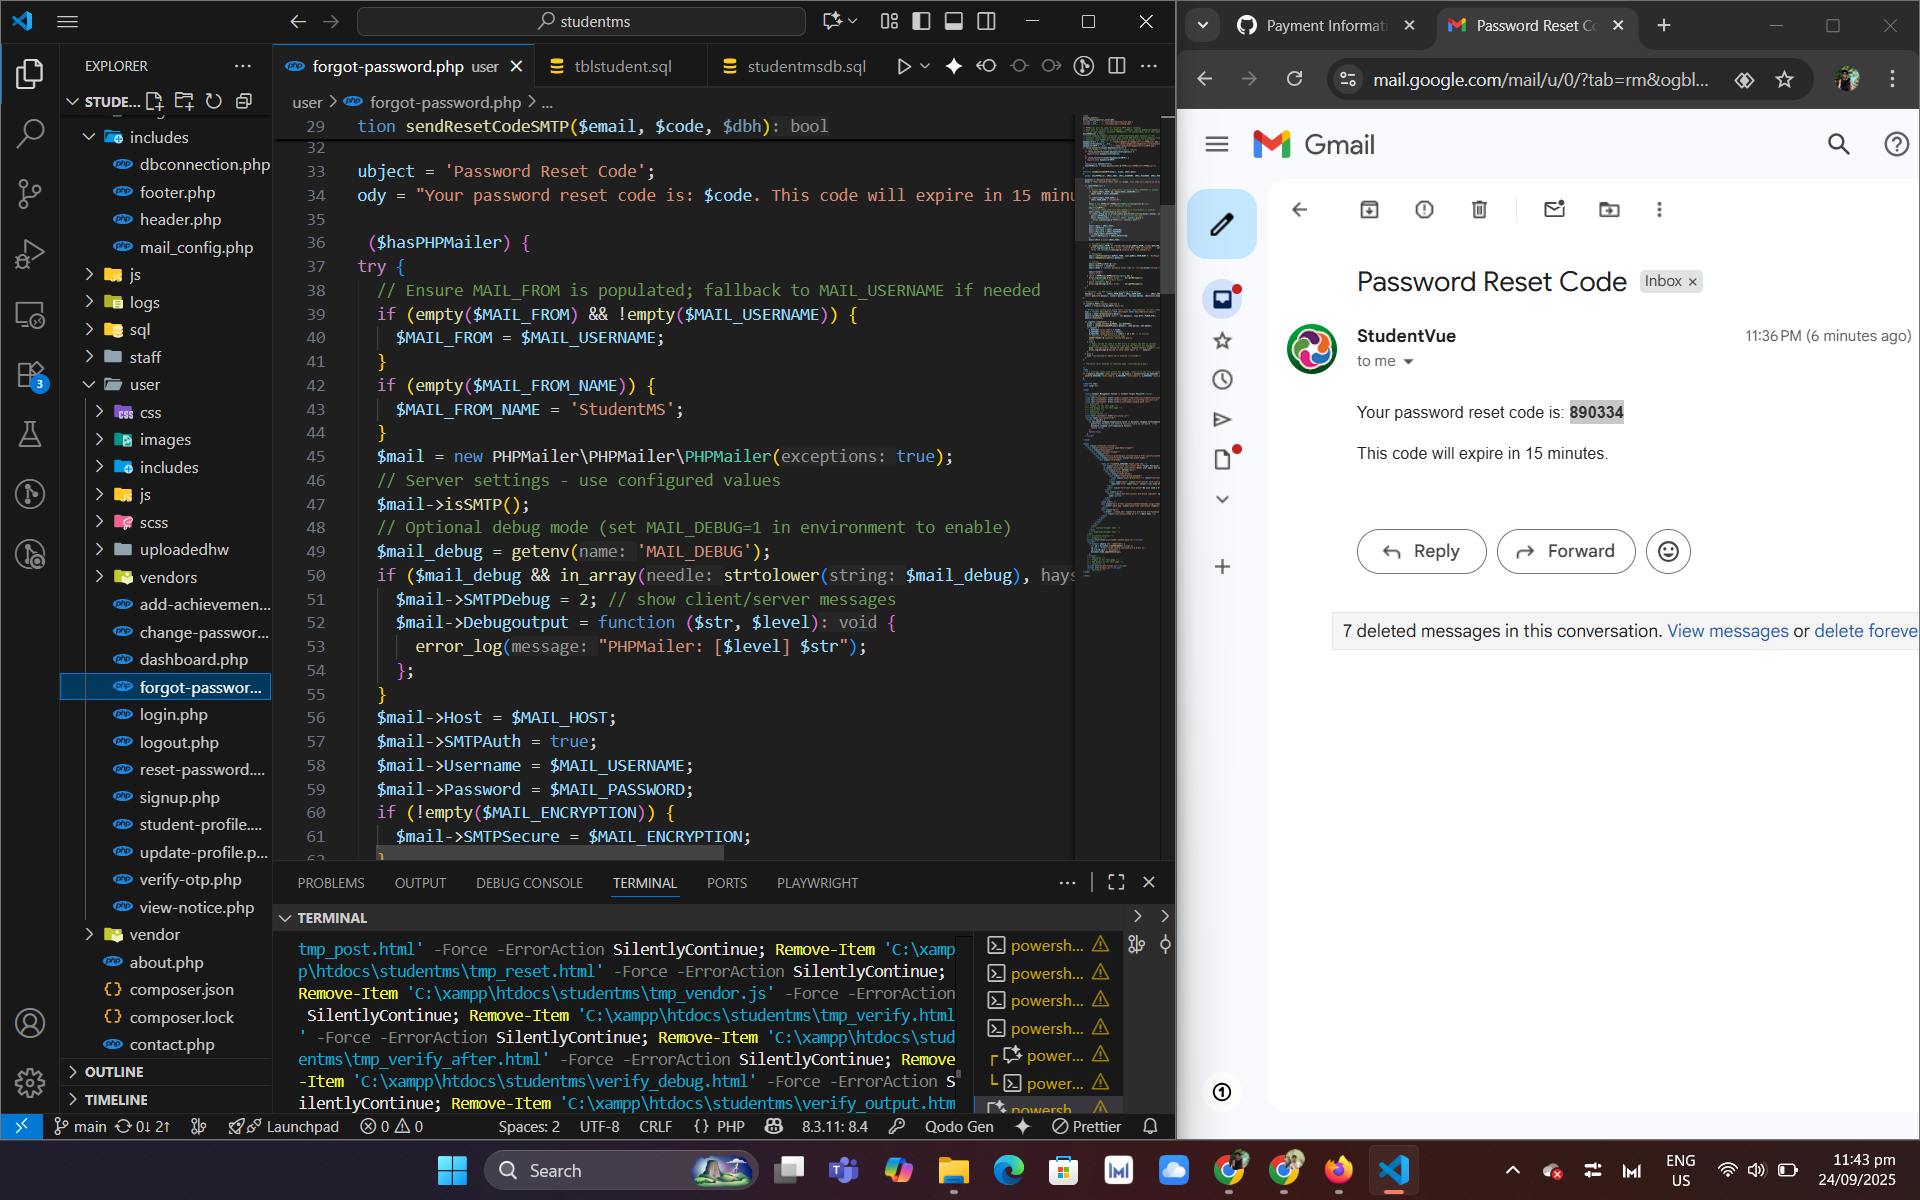 studentms
EXPLORER
STUDE...
includes
dbconnection.php
footer.php
header.php
mail_config.php
js
logs
sql
staff
user
css
images
includes
js
scss
uploadedhw
vendors
add-achievemen...
change-passwor...
dashboard.php
forgot-passwor...
login.php
logout.php
reset-password....
signup.php
student-profile....
update-profile.p...
verify-otp.php
view-notice.php
vendor
about.php
composer.json
composer.lock
contact.php
OUTLINE
TIMELINE
3
forgot-password.php user
tblstudent.sql
studentmsdb.sql
user > forgot-password.php > ...
29 tion sendResetCodeSMTP($email, $code, $dbh): bool
32
33 ubject = 'Password Reset Code';
34 ody = "Your password reset code is: $code. This code will expire in 15 minu
35
36 ($hasPHPMailer) {
37 try {
38 // Ensure MAIL_FROM is populated; fallback to MAIL_USERNAME if needed
39 if (empty($MAIL_FROM) && !empty($MAIL_USERNAME)) {
40 $MAIL_FROM = $MAIL_USERNAME;
41 }
42 if (empty($MAIL_FROM_NAME)) {
43 $MAIL_FROM_NAME = 'StudentMS';
44 }
45 $mail = new PHPMailer\PHPMailer\PHPMailer(exceptions: true);
46 // Server settings - use configured values
47 $mail->isSMTP();
48 // Optional debug mode (set MAIL_DEBUG=1 in environment to enable)
49 $mail_debug = getenv(name: 'MAIL_DEBUG');
50 if ($mail_debug && in_array(needle: strtolower(string: $mail_debug), hays
51 $mail->SMTPDebug = 2; // show client/server messages
52 $mail->Debugoutput = function ($str, $level): void {
53 error_log(message: "PHPMailer: [$level] $str");
54 };
55 }
56 $mail->Host = $MAIL_HOST;
57 $mail->SMTPAuth = true;
58 $mail->Username = $MAIL_USERNAME;
59 $mail->Password = $MAIL_PASSWORD;
60 if (!empty($MAIL_ENCRYPTION)) {
61 $mail->SMTPSecure = $MAIL_ENCRYPTION;
62 }
PROBLEMS OUTPUT DEBUG CONSOLE TERMINAL PORTS PLAYWRIGHT
TERMINAL
tmp_post.html' -Force -ErrorAction SilentlyContinue; Remove-Item 'C:\xamp
p\htdocs\studentms\tmp_reset.html' -Force -ErrorAction SilentlyContinue;
Remove-Item 'C:\xampp\htdocs\studentms\tmp_vendor.js' -Force -ErrorAction
SilentlyContinue; Remove-Item 'C:\xampp\htdocs\studentms\tmp_verify.html
' -Force -ErrorAction SilentlyContinue; Remove-Item 'C:\xampp\htdocs\stud
entms\tmp_verify_after.html' -Force -ErrorAction SilentlyContinue; Remove
-Item 'C:\xampp\htdocs\studentms\verify_debug.html' -Force -ErrorAction S
ilentlyContinue; Remove-Item 'C:\xampp\htdocs\studentms\verify_output.htm
powersh...
powersh...
powersh...
powersh...
power...
power...
powersh
main 0↓ 2↑ Launchpad 0 0 Spaces: 2 UTF-8 CRLF {} PHP 8.3.11: 8.4 Qodo Gen Prettier
Payment Informati
Password Reset Co
mail.google.com/mail/u/0/?tab=rm&ogbl...
Gmail
Password Reset Code
Inbox ×
StudentVue
11:36 PM (6 minutes ago)
to me
Your password reset code is: 890334
This code will expire in 15 minutes.
Reply
Forward
7 deleted messages in this conversation. View messages or delete foreve
Search
ENG
US
11:43 pm
24/09/2025